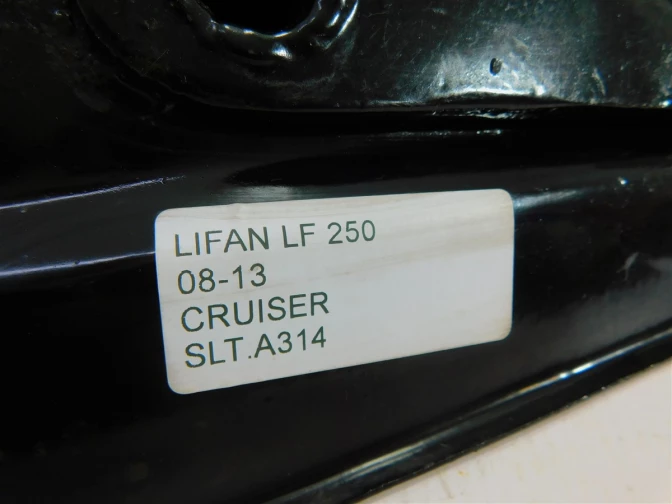 LIFAN LF 250
08-13
CRUISER
SLT.A314